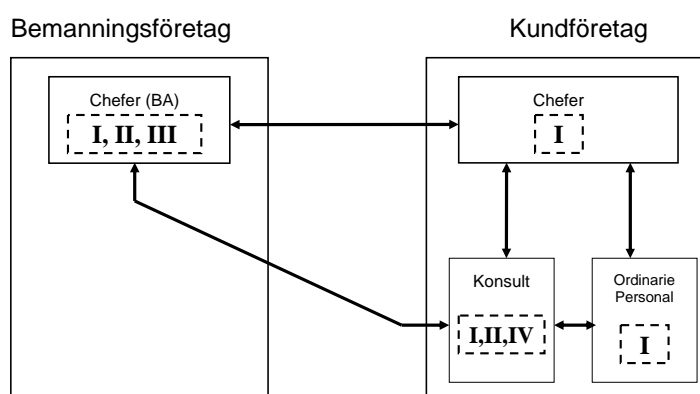 Bemanningsföretag
Kundföretag
Chefer (BA)
I, II, III
Chefer
I
Konsult
I,II,IV
Ordinarie
Personal
I